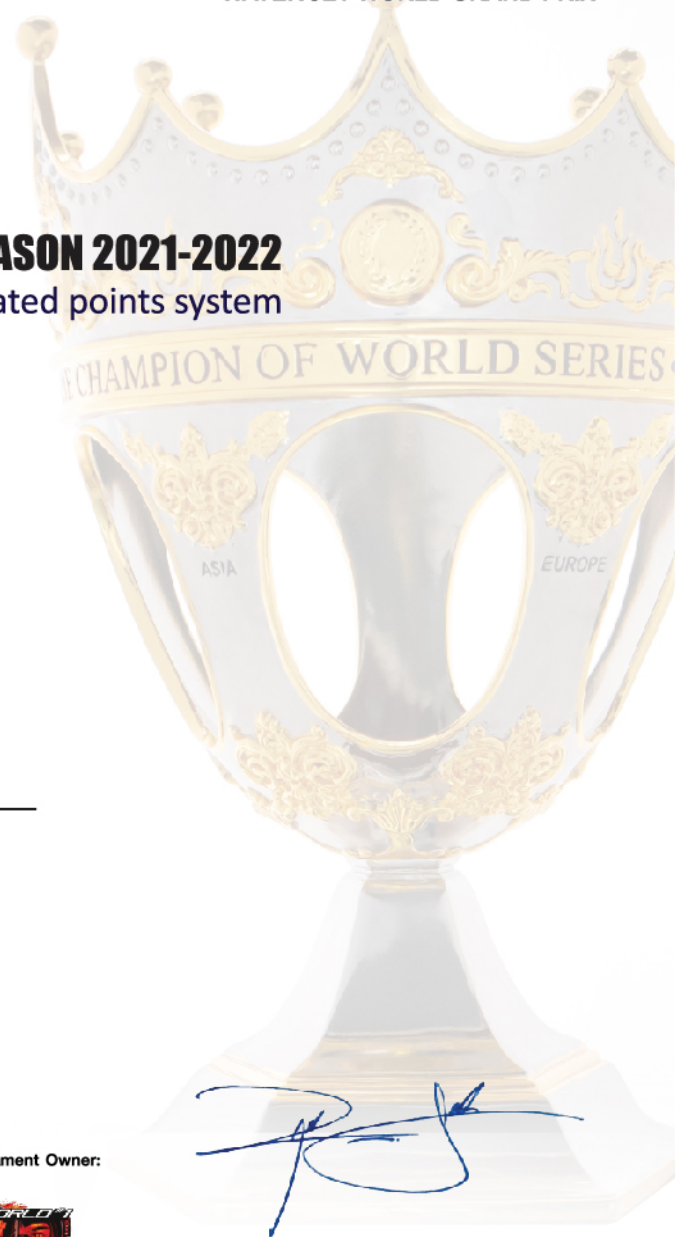 ASON 2021-2022
ated points system
CHAMPION OF WORLD SERIES
ASIA
EUROPE
ment Owner: